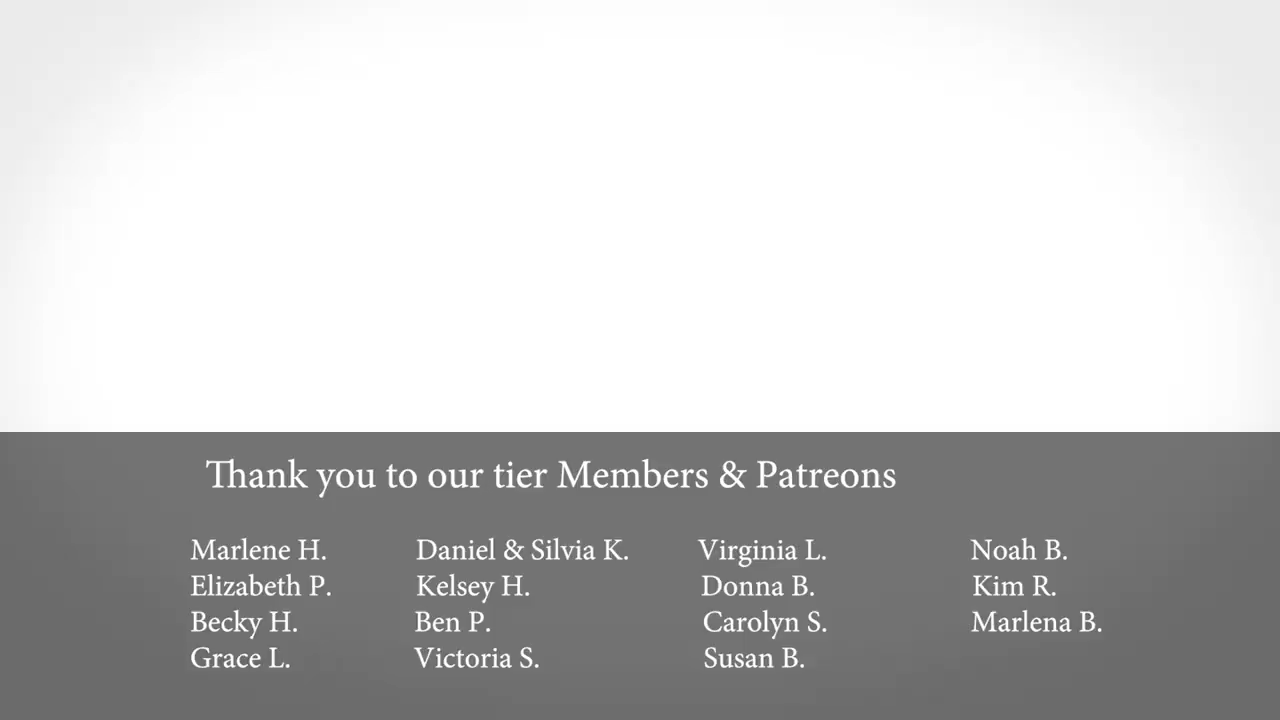 Thank you to our tier Members & Patreons
Marlene H.
Elizabeth P.
Becky H.
Grace L.
Daniel & Silvia K.
Kelsey H.
Ben P.
Victoria S.
Virginia L.
Donna B.
Carolyn S.
Susan B.
Noah B.
Kim R.
Marlena B.